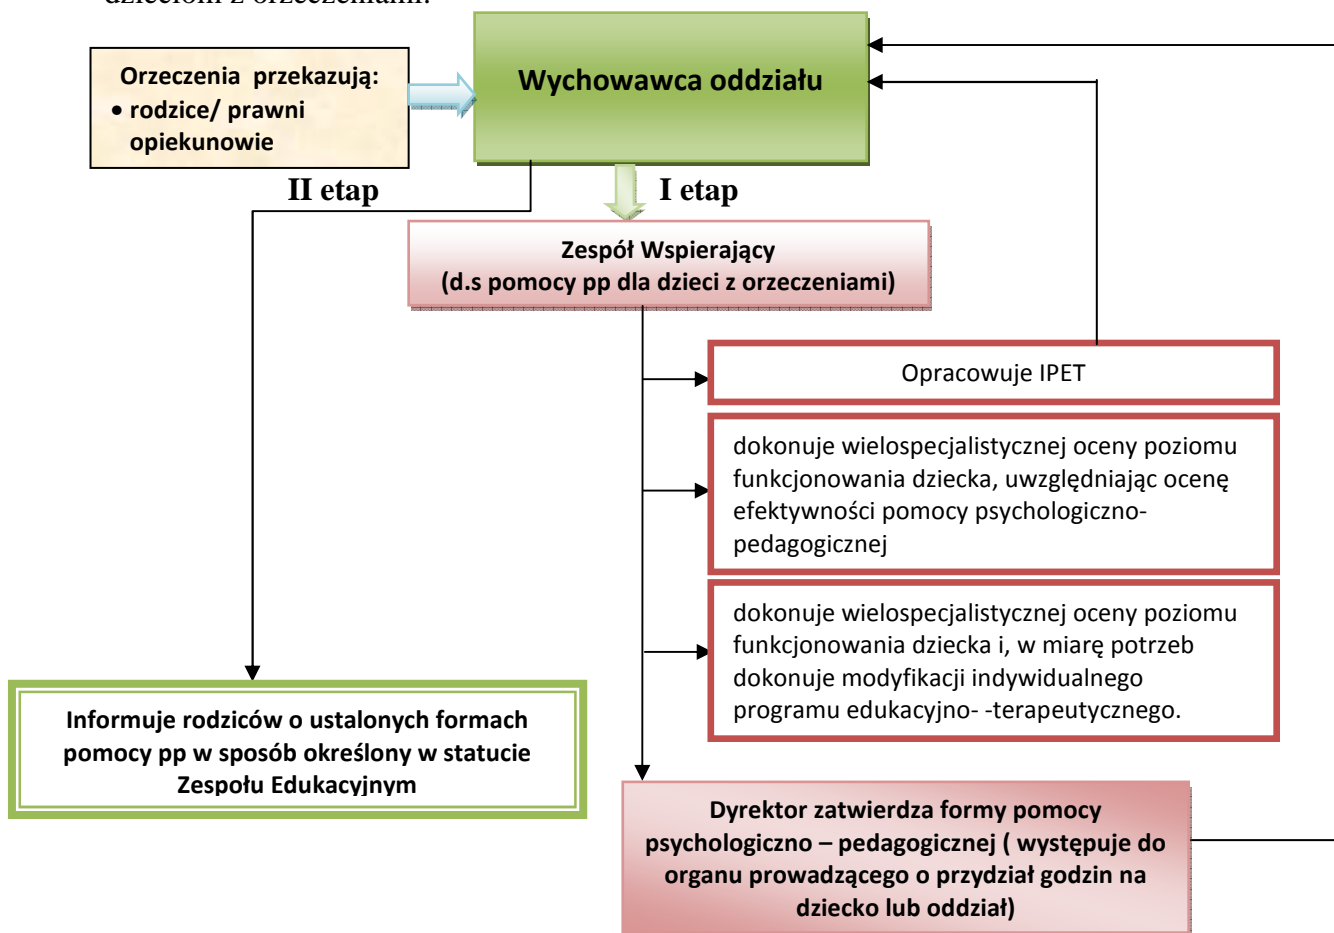 dzieciom z orzeczeniami.
Orzeczenia przekazują:
• rodzice/ prawni
opiekunowie
Wychowawca oddziału
II etap
I etap
Zespół Wspierający
(d.s pomocy pp dla dzieci z orzeczeniami)
Opracowuje IPET
dokonuje wielospecjalistycznej oceny poziomu
funkcjonowania dziecka, uwzględniając ocenę
efektywności pomocy psychologiczno-
pedagogicznej
dokonuje wielospecjalistycznej oceny poziomu
funkcjonowania dziecka i, w miarę potrzeb
dokonuje modyfikacji indywidualnego
programu edukacyjno- -terapeutycznego.
Informuje rodziców o ustalonych formach
pomocy pp w sposób określony w statucie
Zespołu Edukacyjnym
Dyrektor zatwierdza formy pomocy
psychologiczno – pedagogicznej ( występuje do
organu prowadzącego o przydział godzin na
dziecko lub oddział)